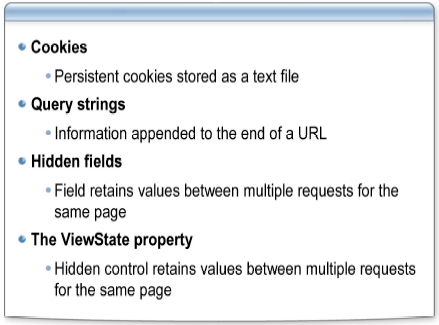 Cookies
Persistent cookies stored as a text file
Query strings
Information appended to the end of a URL
Hidden fields
Field retains values between multiple requests for the
same page
The ViewState property
Hidden control retains values between multiple requests
for the same page